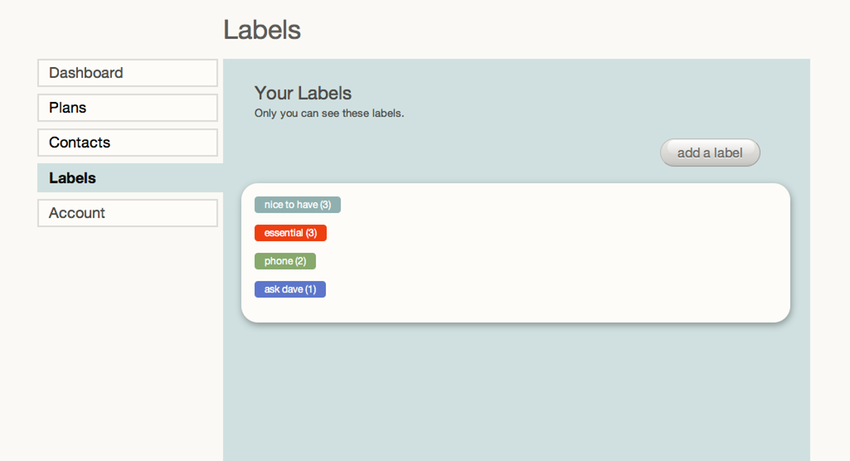 Labels
Dashboard
Plans
Contacts
Labels
Account
Your Labels
Only you can see these labels.
add a label
nice to have (3)
essential (3)
phone (2)
ask dave (1)